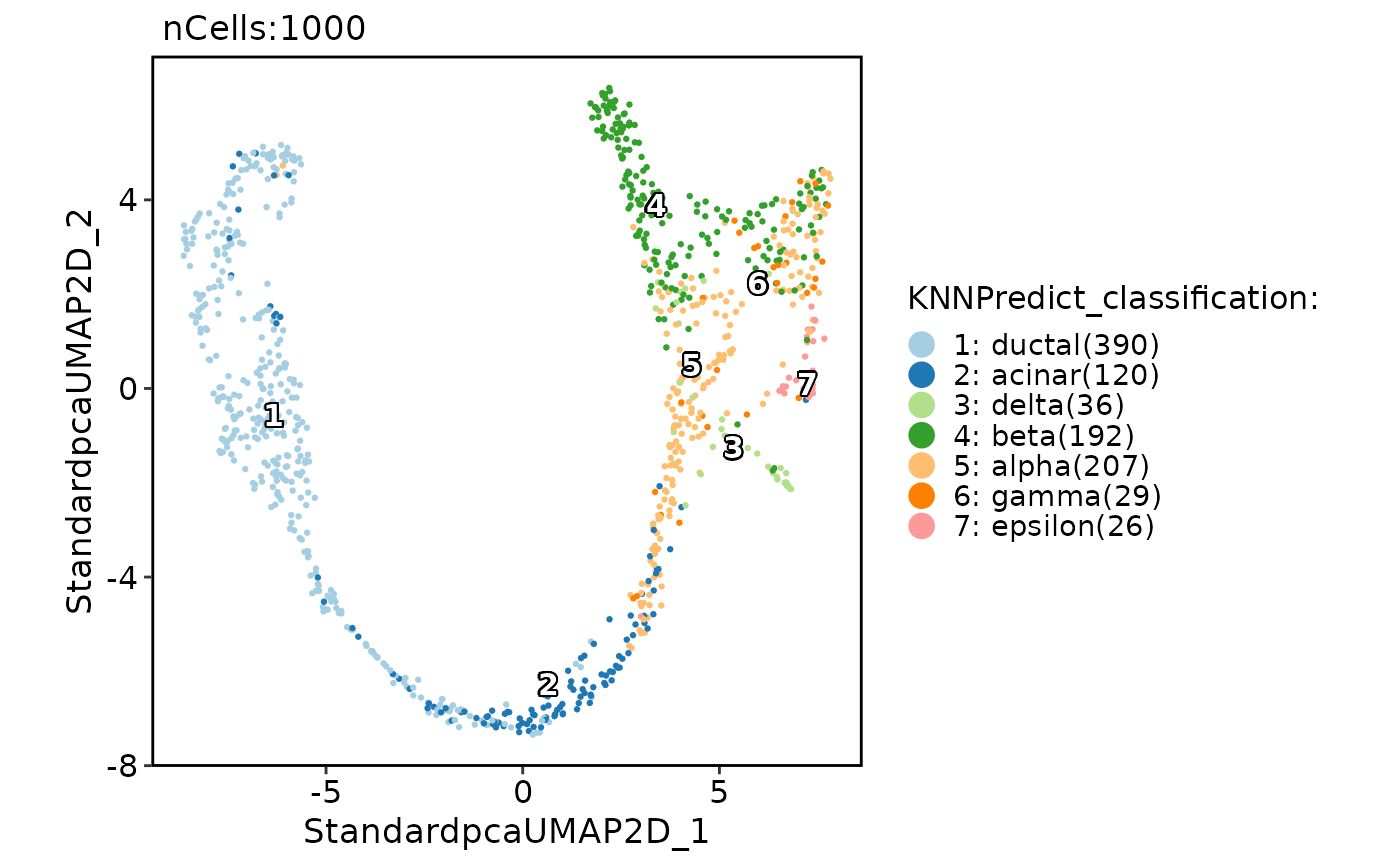 nCells:1000
StandardpcaUMAP2D_2
4
0
-4
-8
-5
0
5
StandardpcaUMAP2D_1
1
2
3
4
5
6
7
KNNPredict_classification:
1: ductal(390)
2: acinar(120)
3: delta(36)
4: beta(192)
5: alpha(207)
6: gamma(29)
7: epsilon(26)